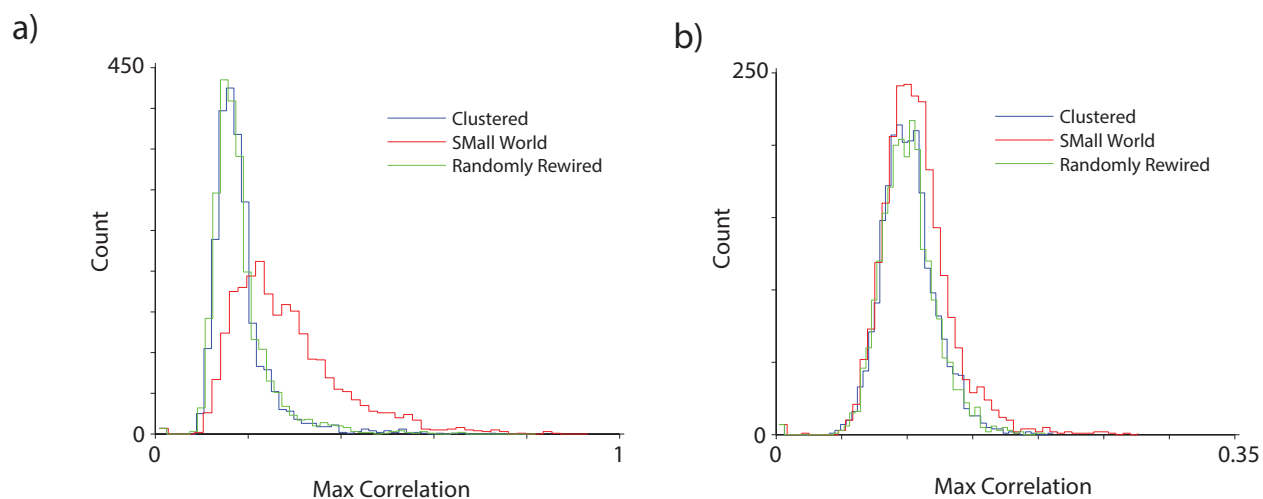 a)
450
Clustered
SMall World
Randomly Rewired
Count
0
0
1
Max Correlation
b)
250
Clustered
SMall World
Randomly Rewired
Count
0
0
0.35
Max Correlation